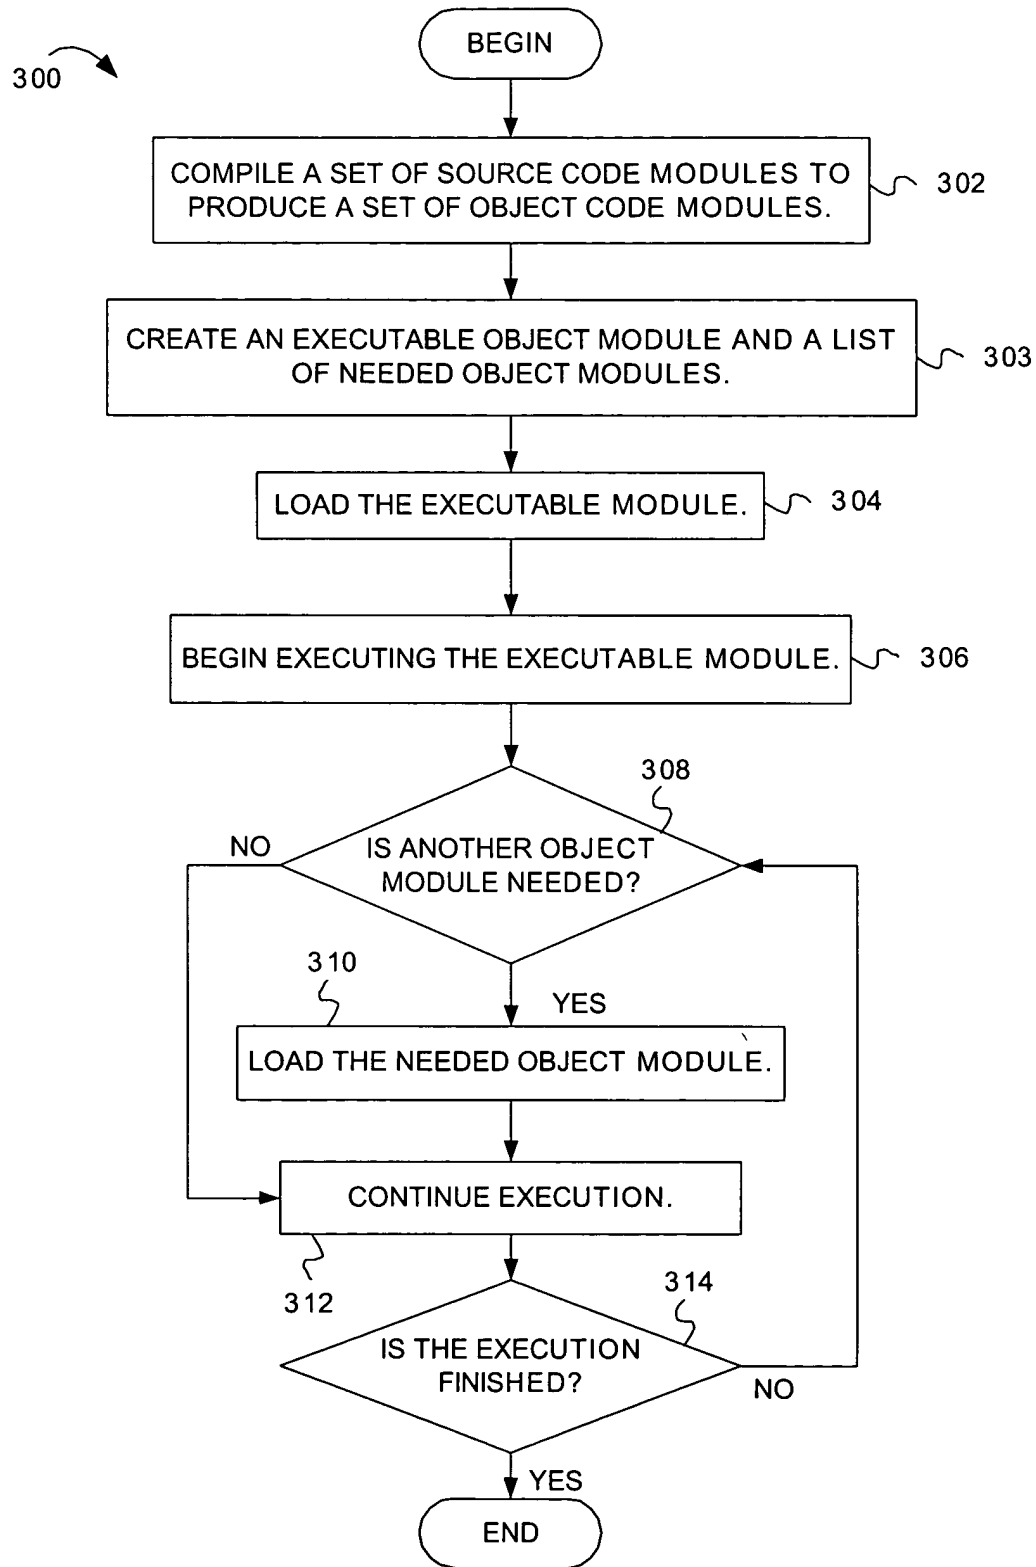 300
BEGIN
COMPILE A SET OF SOURCE CODE MODULES TO
PRODUCE A SET OF OBJECT CODE MODULES.
302
CREATE AN EXECUTABLE OBJECT MODULE AND A LIST
OF NEEDED OBJECT MODULES.
303
LOAD THE EXECUTABLE MODULE.
304
BEGIN EXECUTING THE EXECUTABLE MODULE.
306
308
NO
IS ANOTHER OBJECT
MODULE NEEDED?
310
YES
LOAD THE NEEDED OBJECT MODULE.
CONTINUE EXECUTION.
312
314
IS THE EXECUTION
FINISHED?
NO
YES
END